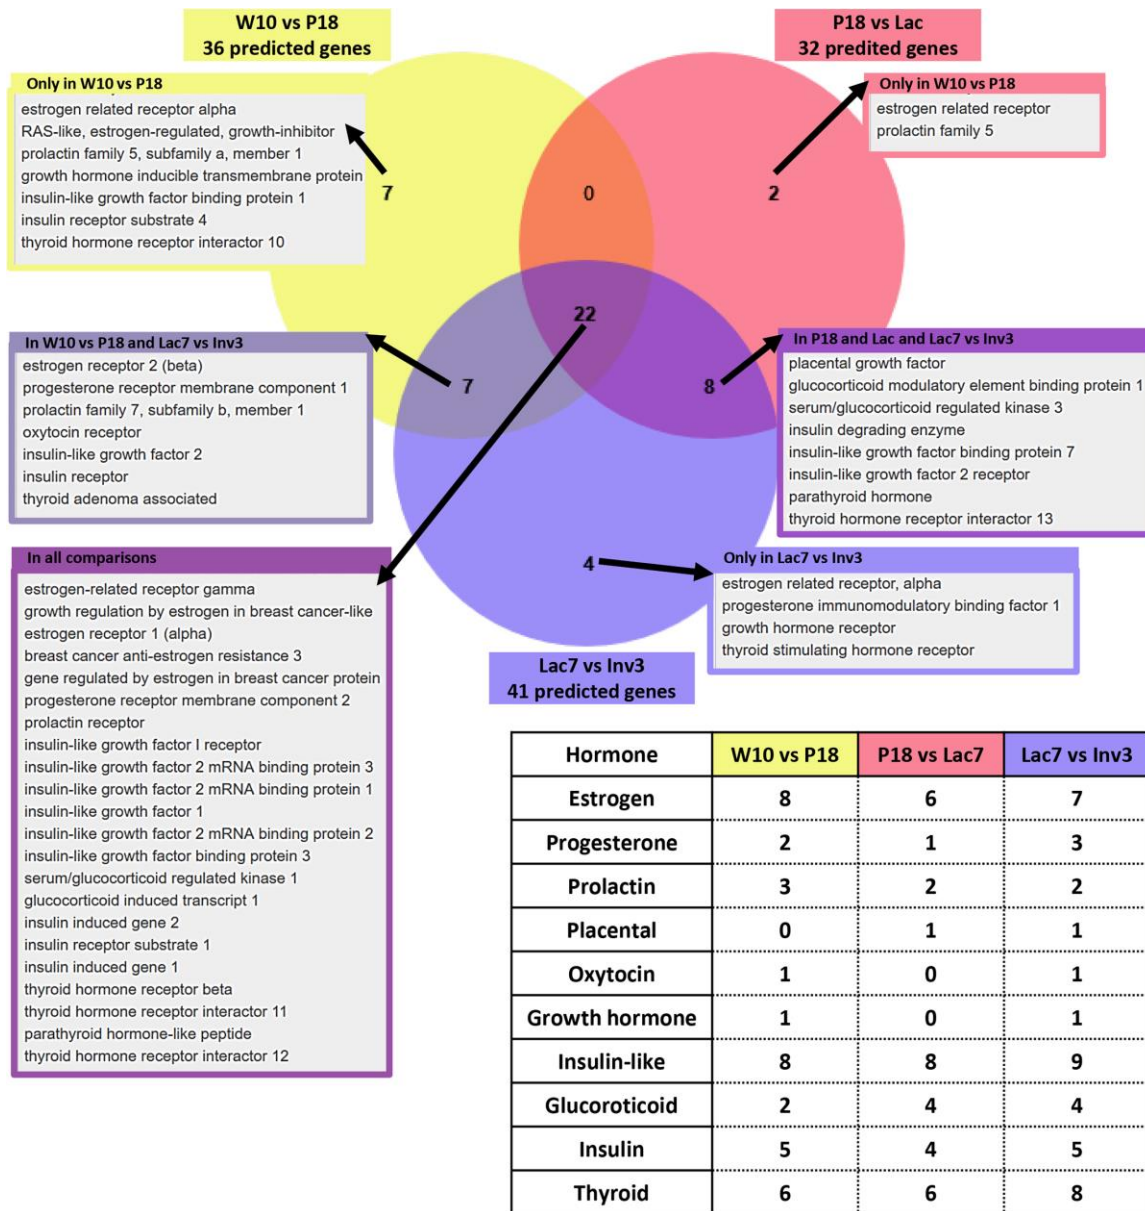 W10 vs P18
36 predicted genes
P18 vs Lac
32 predited genes
Only in W10 vs P18
estrogen related receptor alpha
RAS-like, estrogen-regulated, growth-inhibitor
prolactin family 5, subfamily a, member 1
growth hormone inducible transmembrane protein
insulin-like growth factor binding protein 1
insulin receptor substrate 4
thyroid hormone receptor interactor 10
7
0
2
Only in W10 vs P18
estrogen related receptor
prolactin family 5
22
In W10 vs P18 and Lac7 vs Inv3
estrogen receptor 2 (beta)
progesterone receptor membrane component 1
prolactin family 7, subfamily b, member 1
oxytocin receptor
insulin-like growth factor 2
insulin receptor
thyroid adenoma associated
7
8
In P18 and Lac and Lac7 vs Inv3
placental growth factor
glucocorticoid modulatory element binding protein 1
serum/glucocorticoid regulated kinase 3
insulin degrading enzyme
insulin-like growth factor binding protein 7
insulin-like growth factor 2 receptor
parathyroid hormone
thyroid hormone receptor interactor 13
In all comparisons
estrogen-related receptor gamma
growth regulation by estrogen in breast cancer-like
estrogen receptor 1 (alpha)
breast cancer anti-estrogen resistance 3
gene regulated by estrogen in breast cancer protein
progesterone receptor membrane component 2
prolactin receptor
insulin-like growth factor I receptor
insulin-like growth factor 2 mRNA binding protein 3
insulin-like growth factor 2 mRNA binding protein 1
insulin-like growth factor 1
insulin-like growth factor 2 mRNA binding protein 2
insulin-like growth factor binding protein 3
serum/glucocorticoid regulated kinase 1
glucocorticoid induced transcript 1
insulin induced gene 2
insulin receptor substrate 1
insulin induced gene 1
thyroid hormone receptor beta
thyroid hormone receptor interactor 11
parathyroid hormone-like peptide
thyroid hormone receptor interactor 12
4
Only in Lac7 vs Inv3
estrogen related receptor, alpha
progesterone immunomodulatory binding factor 1
growth hormone receptor
thyroid stimulating hormone receptor
Lac7 vs Inv3
41 predicted genes
Hormone W10 vs P18 P18 vs Lac7 Lac7 vs Inv3
Estrogen 8 6 7
Progesterone 2 1 3
Prolactin 3 2 2
Placental 0 1 1
Oxytocin 1 0 1
Growth hormone 1 0 1
Insulin-like 8 8 9
Glucoroticoid 2 4 4
Insulin 5 4 5
Thyroid 6 6 8